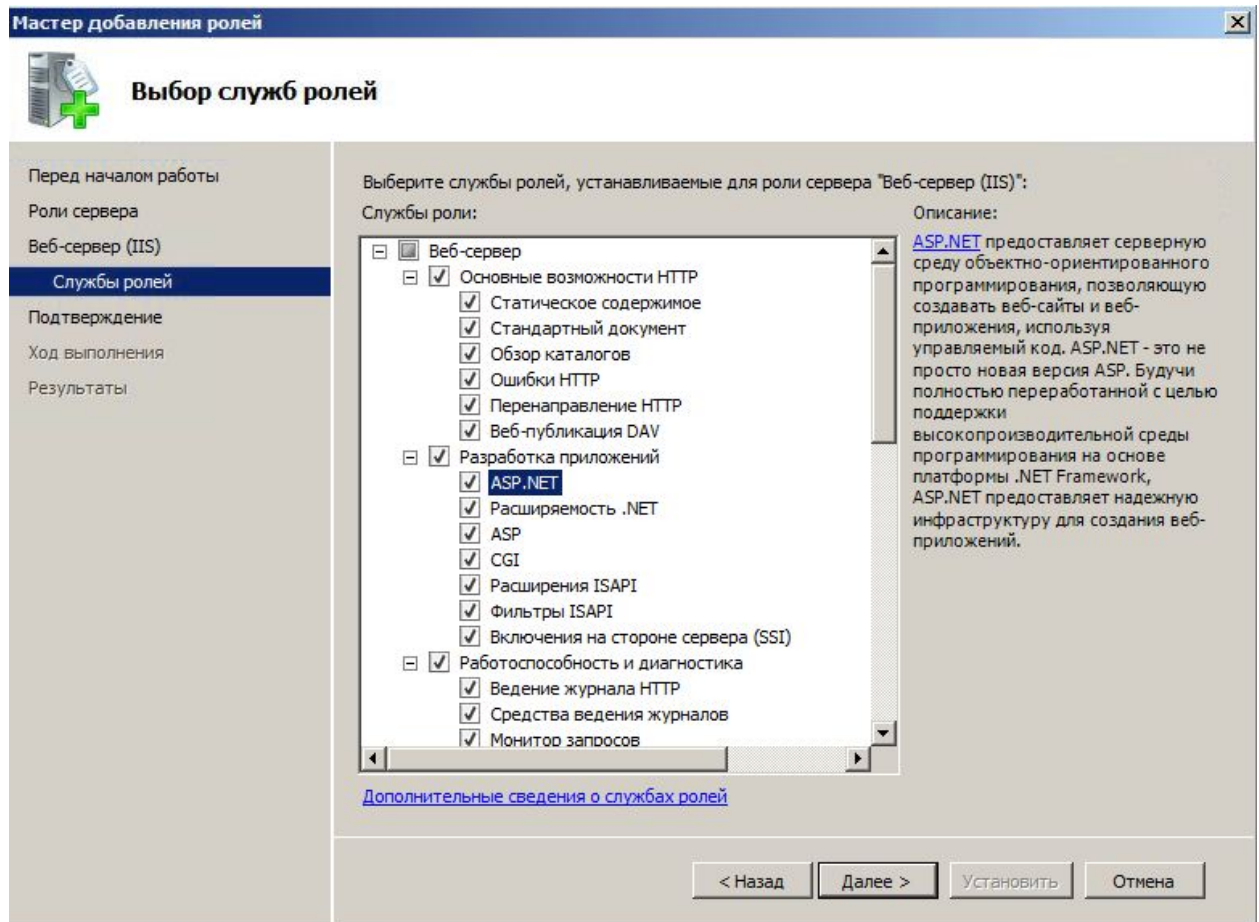 Мастер добавления ролей
Выбор служб ролей
Перед началом работы
Роли сервера
Веб-сервер (IIS)
Службы ролей
Подтверждение
Ход выполнения
Результаты
Выберите службы ролей, устанавливаемые для роли сервера "Веб-сервер (IIS)":
Службы роли:
Веб-сервер
Основные возможности HTTP
Статическое содержимое
Стандартный документ
Обзор каталогов
Ошибки HTTP
Перенаправление HTTP
Веб-публикация DAV
Разработка приложений
ASP.NET
Расширяемость .NET
ASP
CGI
Расширения ISAPI
Фильтры ISAPI
Включения на стороне сервера (SSI)
Работоспособность и диагностика
Ведение журнала HTTP
Средства ведения журналов
Монитор запросов
Описание:
ASP.NET предоставляет серверную
среду объектно-ориентированного
программирования, позволяющую
создавать веб-сайты и веб-
приложения, используя
управляемый код. ASP.NET - это не
просто новая версия ASP. Будучи
полностью переработанной с целью
поддержки
высокопроизводительной среды
программирования на основе
платформы .NET Framework,
ASP.NET предоставляет надежную
инфраструктуру для создания веб-
приложений.
Дополнительные сведения о службах ролей
< Назад
Далее >
Установить
Отмена